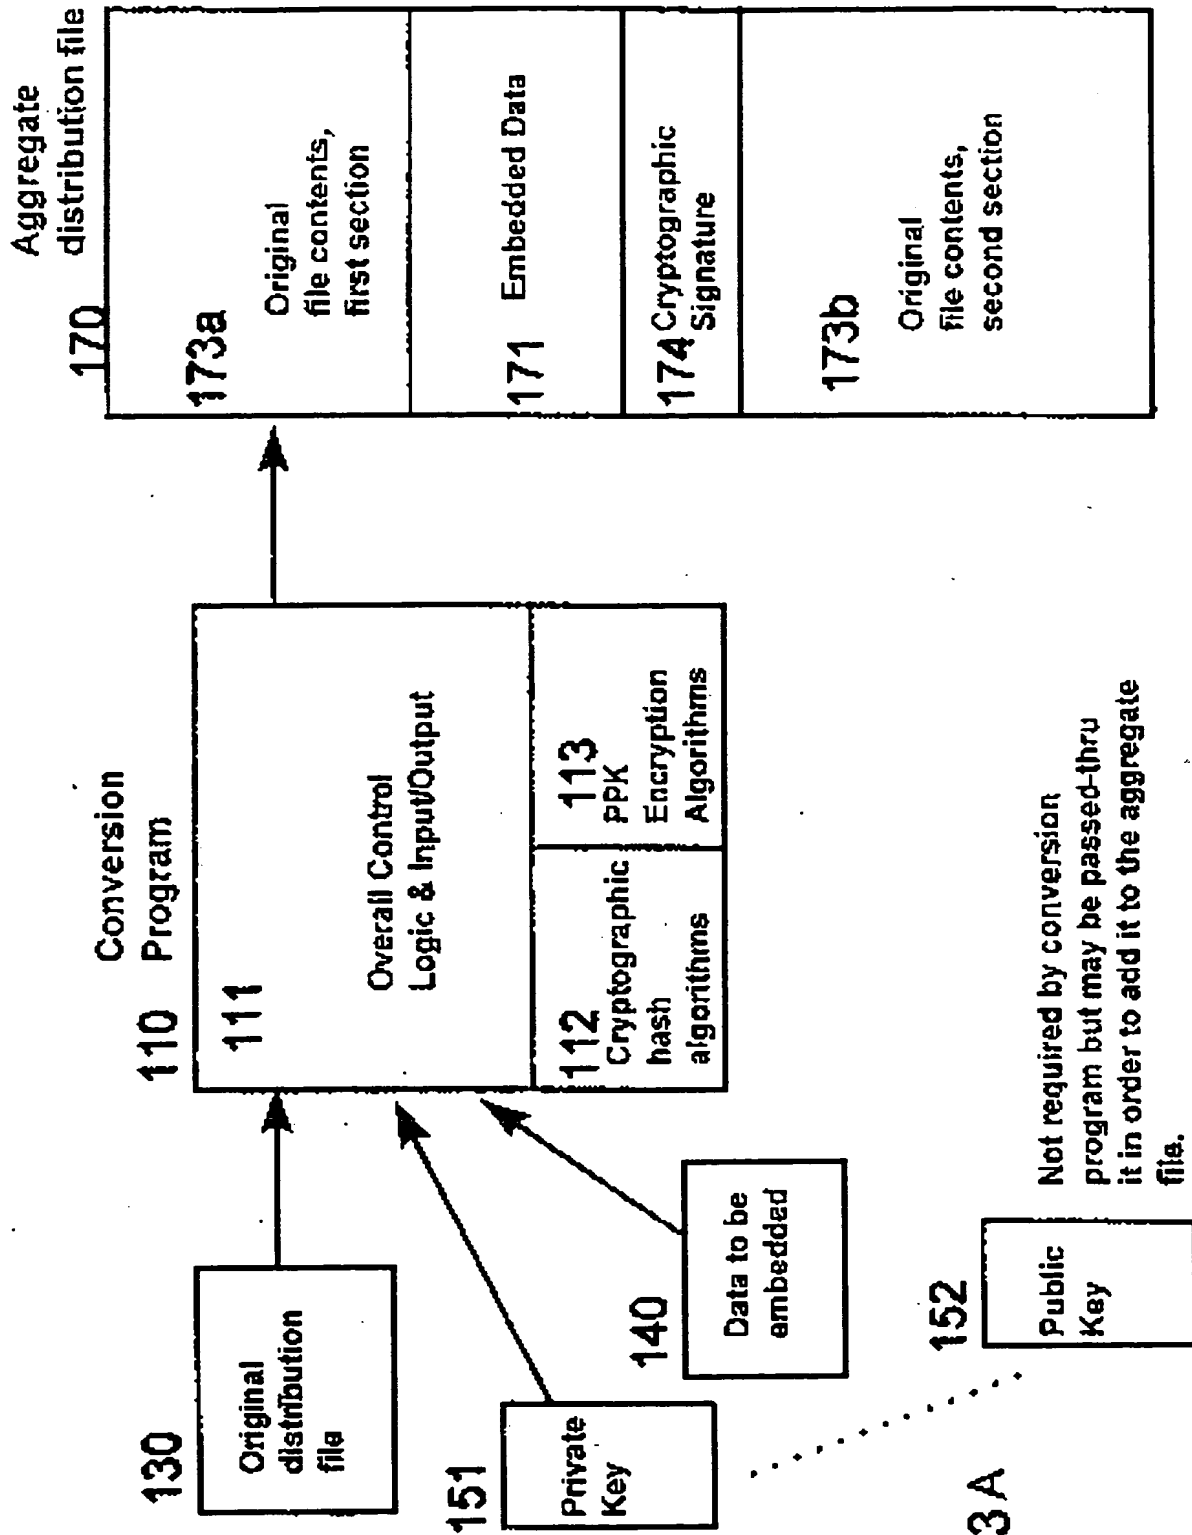 130
Original
distribution
file
151
Private
Key
140
Data to be
embedded
152
Public
Key
Not required by conversion
program but may be passed-thru
it in order to add it to the aggregate
file.
Conversion
110 Program
111
Overall Control
Logic & Input/Output
112
Cryptographic
hash
algorithms
113
PPK
Encryption
Algorithms
Aggregate
distribution file
170
173a
Original
file contents,
first section
171 Embedded Data
174 Cryptographic
Signature
173b
Original
file contents,
second section
3A